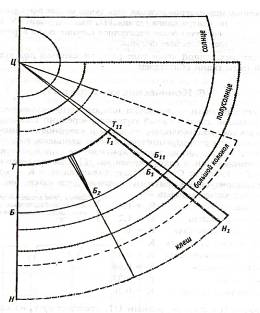 солнце
Ц
полусолнце
большой колокол
Т₁₁
Т₁
Т
Б₁₁
Б₁
Б₂
Б
Н₁
клеш
Н